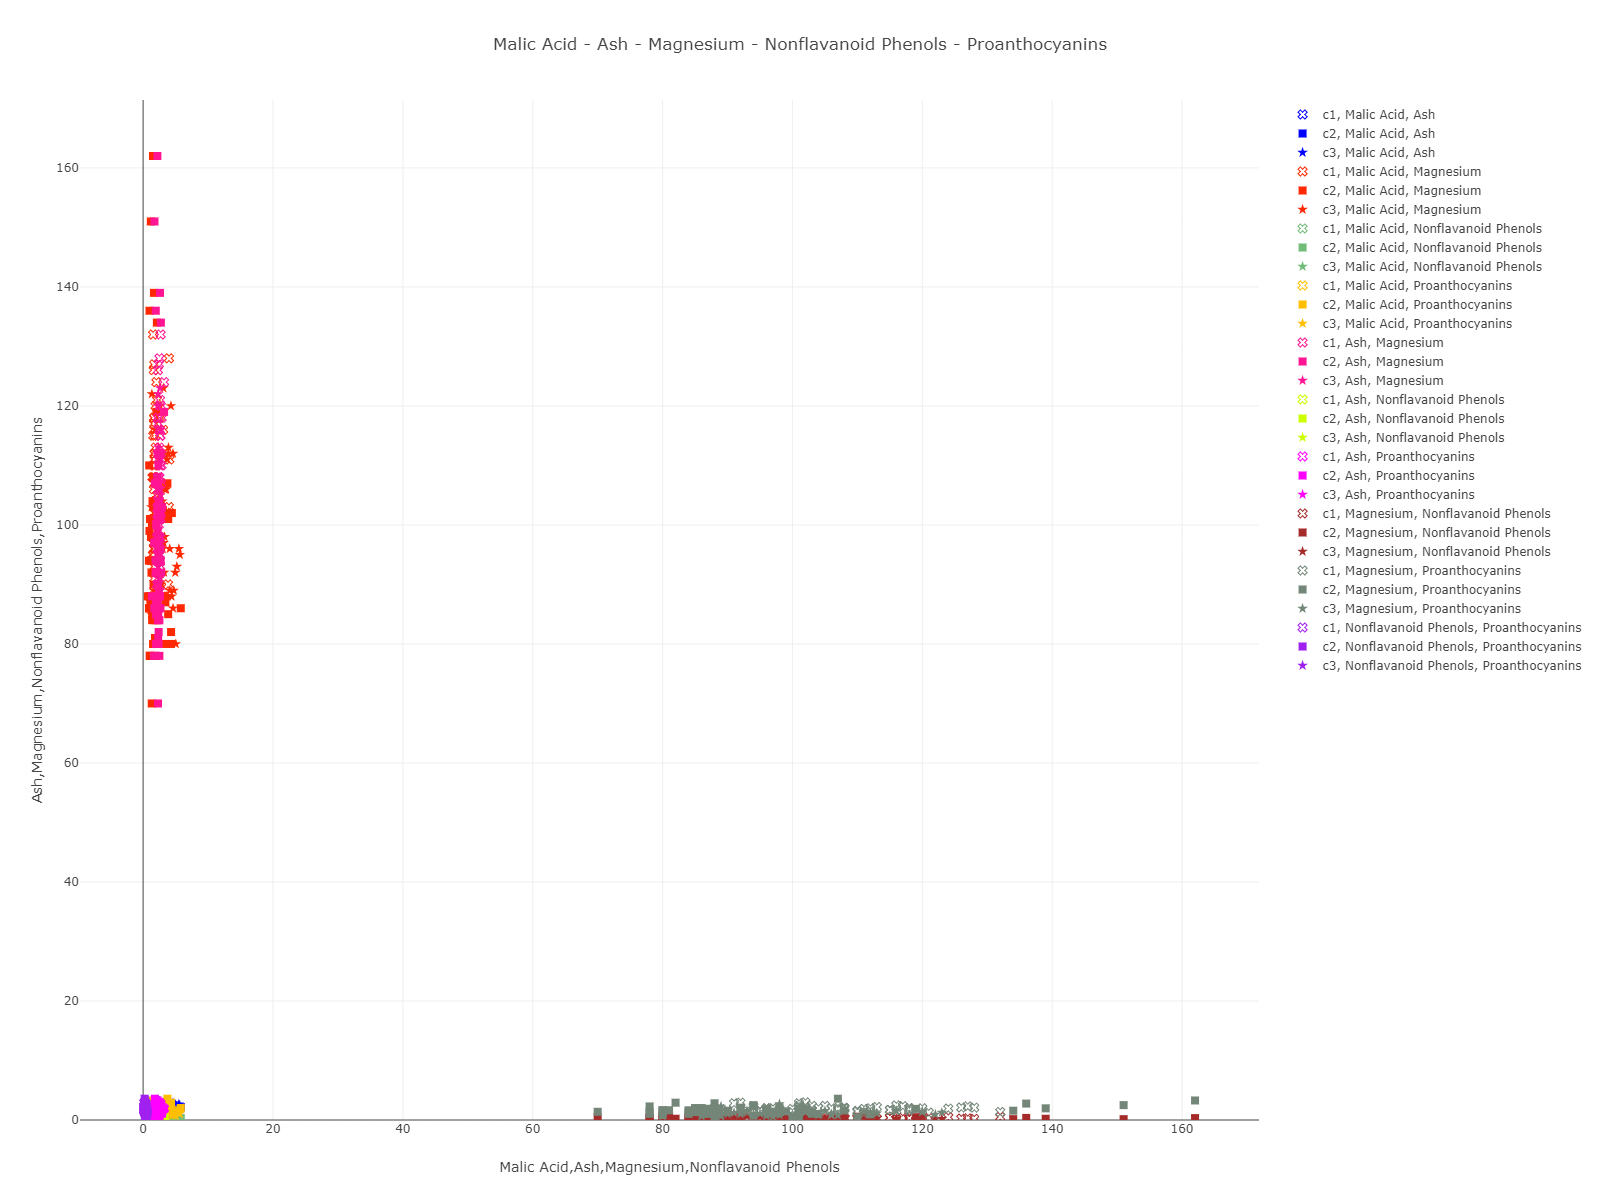 Malic Acid - Ash - Magnesium - Nonflavanoid Phenols - Proanthocyanins
c1, Malic Acid, Ash
c2, Malic Acid, Ash
c3, Malic Acid, Ash
c1, Malic Acid, Magnesium
c2, Malic Acid, Magnesium
c3, Malic Acid, Magnesium
c1, Malic Acid, Nonflavanoid Phenols
c2, Malic Acid, Nonflavanoid Phenols
c3, Malic Acid, Nonflavanoid Phenols
c1, Malic Acid, Proanthocyanins
c2, Malic Acid, Proanthocyanins
c3, Malic Acid, Proanthocyanins
c1, Ash, Magnesium
c2, Ash, Magnesium
c3, Ash, Magnesium
c1, Ash, Nonflavanoid Phenols
c2, Ash, Nonflavanoid Phenols
c3, Ash, Nonflavanoid Phenols
c1, Ash, Proanthocyanins
c2, Ash, Proanthocyanins
c3, Ash, Proanthocyanins
c1, Magnesium, Nonflavanoid Phenols
c2, Magnesium, Nonflavanoid Phenols
c3, Magnesium, Nonflavanoid Phenols
c1, Magnesium, Proanthocyanins
c2, Magnesium, Proanthocyanins
c3, Magnesium, Proanthocyanins
c1, Nonflavanoid Phenols, Proanthocyanins
c2, Nonflavanoid Phenols, Proanthocyanins
c3, Nonflavanoid Phenols, Proanthocyanins
Ash,Magnesium,Nonflavanoid Phenols,Proanthocyanins
160
140
120
100
80
60
40
20
0
0 20 40 60 80 100 120 140 160
Malic Acid,Ash,Magnesium,Nonflavanoid Phenols